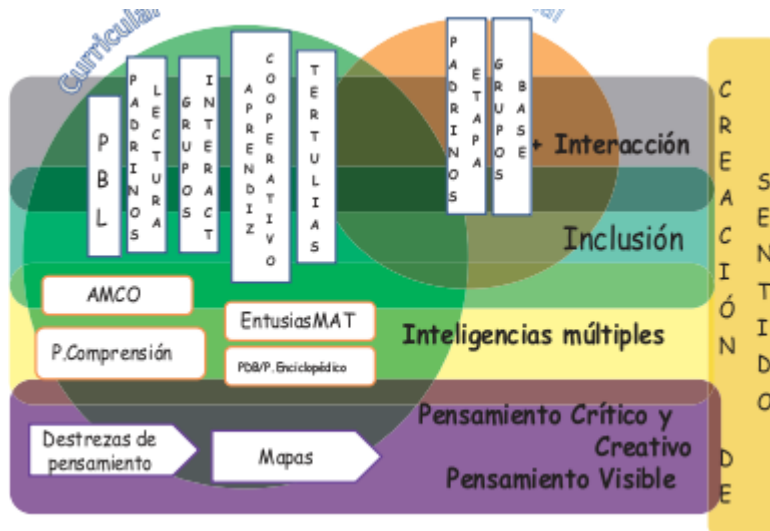 Curricular
PBL
PADRINOS
LECTURA
GRUPOS
INTERACT
APRENDIZ
COOPERATIVO
TERTULIAS
PADRINOS
ETAPA
GRUPOS
BASE
+ Interacción
Inclusión
AMCO
EntusiasMAT
P.Comprensión
PDB/P. Enciclopédico
Inteligencias múltiples
Destrezas de
pensamiento
Mapas
Pensamiento Crítico y
Creativo
Pensamiento Visible
CREACIÓN DE
SENTIDO